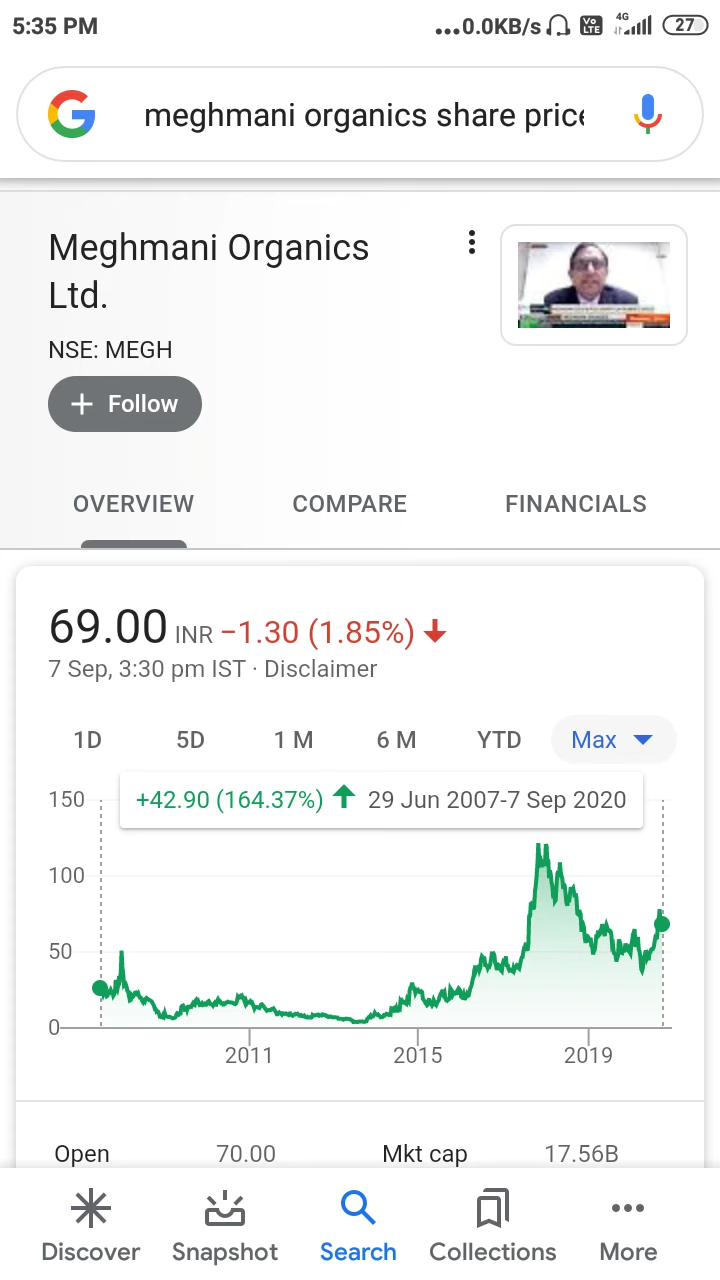 5:35 PM
...0.0KB/s Vo LTE 4G 27
meghmani organics share price
Meghmani Organics
Ltd.
NSE: MEGH
+ Follow
OVERVIEW COMPARE FINANCIALS
69.00 INR −1.30 (1.85%)
7 Sep, 3:30 pm IST · Disclaimer
1D 5D 1 M 6 M YTD Max
+42.90 (164.37%) 29 Jun 2007-7 Sep 2020
150
100
50
0
2011 2015 2019
Open 70.00 Mkt cap 17.56B
Discover Snapshot Search Collections More